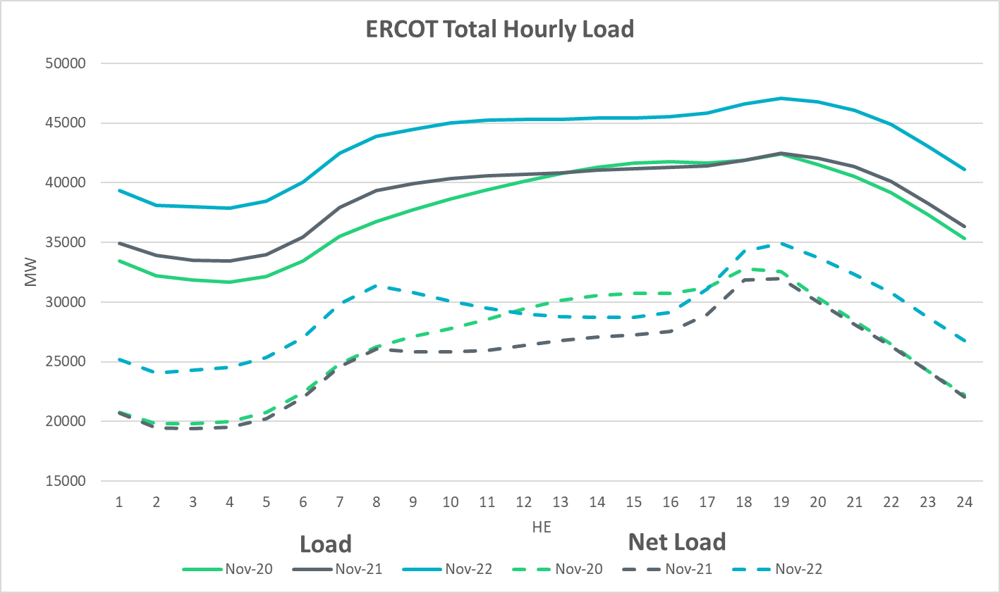 ERCOT Total Hourly Load
50000
45000
40000
35000
30000
25000
20000
15000
MW
1 2 3 4 5 6 7 8 9 10 11 12 13 14 15 16 17 18 19 20 21 22 23 24
HE
Load Net Load
Nov-20 Nov-21 Nov-22 Nov-20 Nov-21 Nov-22